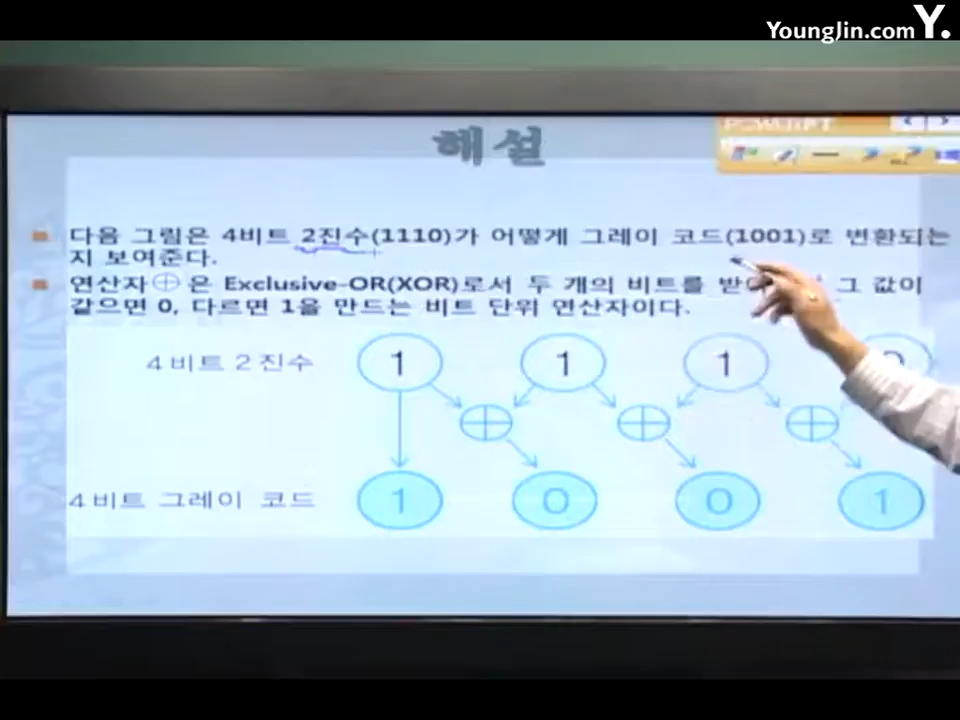 YoungJin.com Y.
해설
다음 그림은 4비트 2진수(1110)가 어떻게 그레이 코드(1001)로 변환되는
지 보여준다.
연산자⊕은 Exclusive-OR(XOR)로서 두 개의 비트를 그 값이
같으면 0, 다르면 1을 만드는 비트 단위 연산자이다.
4비트 2진수 1 1 1
⊕ ⊕ ⊕
4비트 그레이 코드 1 0 0 1